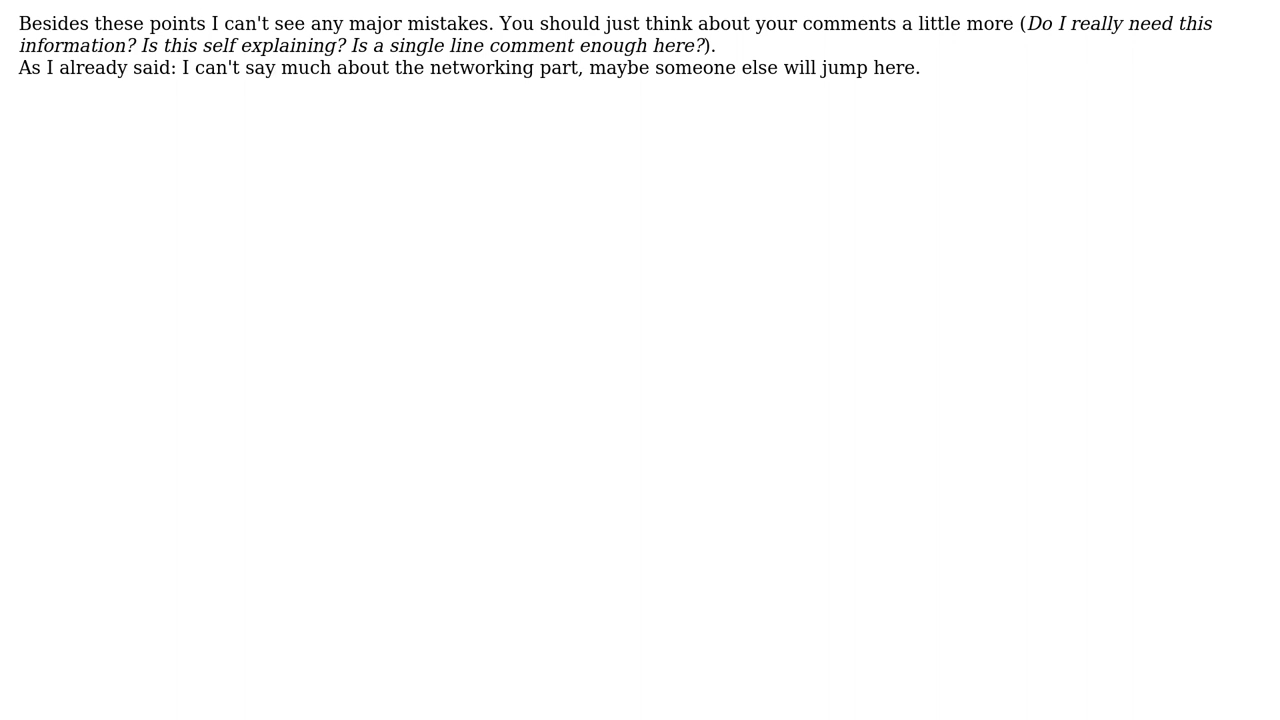 Besides these points I can't see any major mistakes. You should just think about your comments a little more (Do I really need this
information? Is this self explaining? Is a single line comment enough here?).
As I already said: I can't say much about the networking part, maybe someone else will jump here.